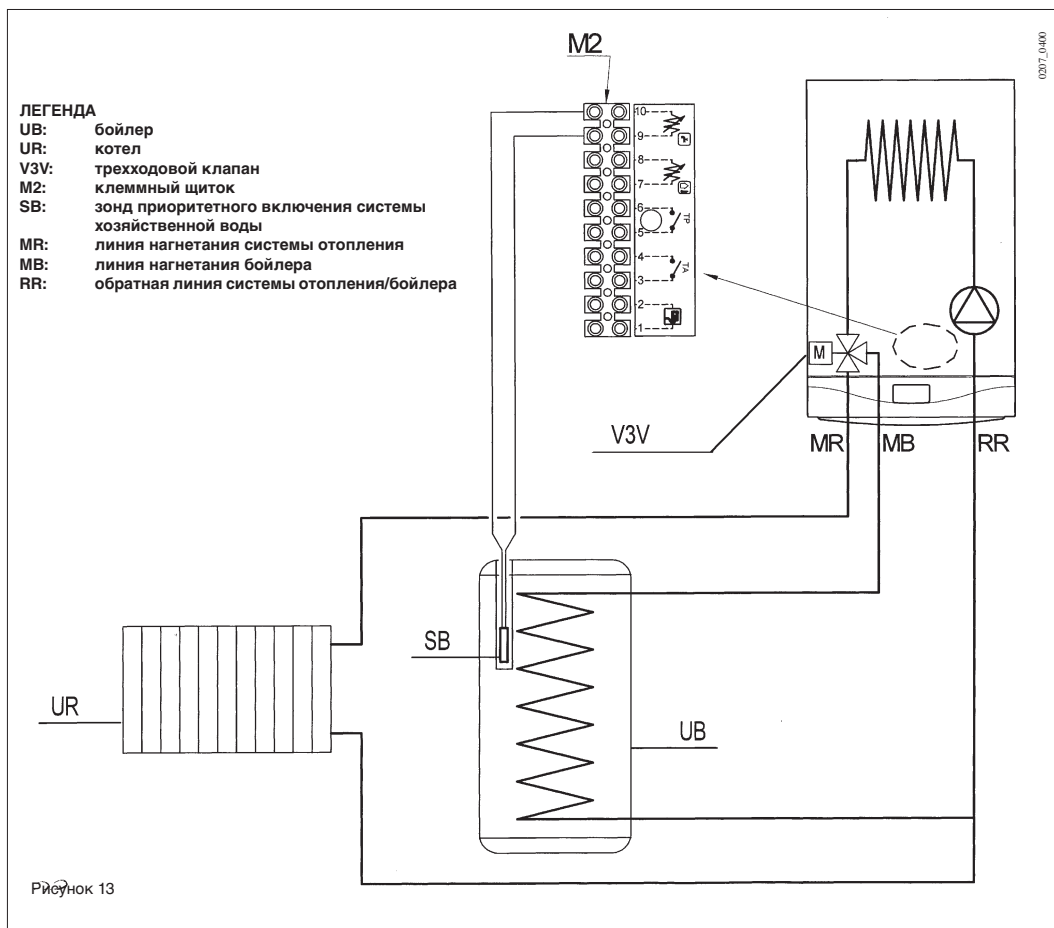 M2
0207_0400
ЛЕГЕНДА
UB: бойлер
UR: котел
V3V: трехходовой клапан
M2: клеммный щиток
SB: зонд приоритетного включения системы
хозяйственной воды
MR: линия нагнетания системы отопления
MB: линия нагнетания бойлера
RR: обратная линия системы отопления/бойлера
10
9
8
7
6
TP
5
4
TA
3
2
1
M
V3V
MR
MB
RR
SB
UR
UB
Рисунок 13